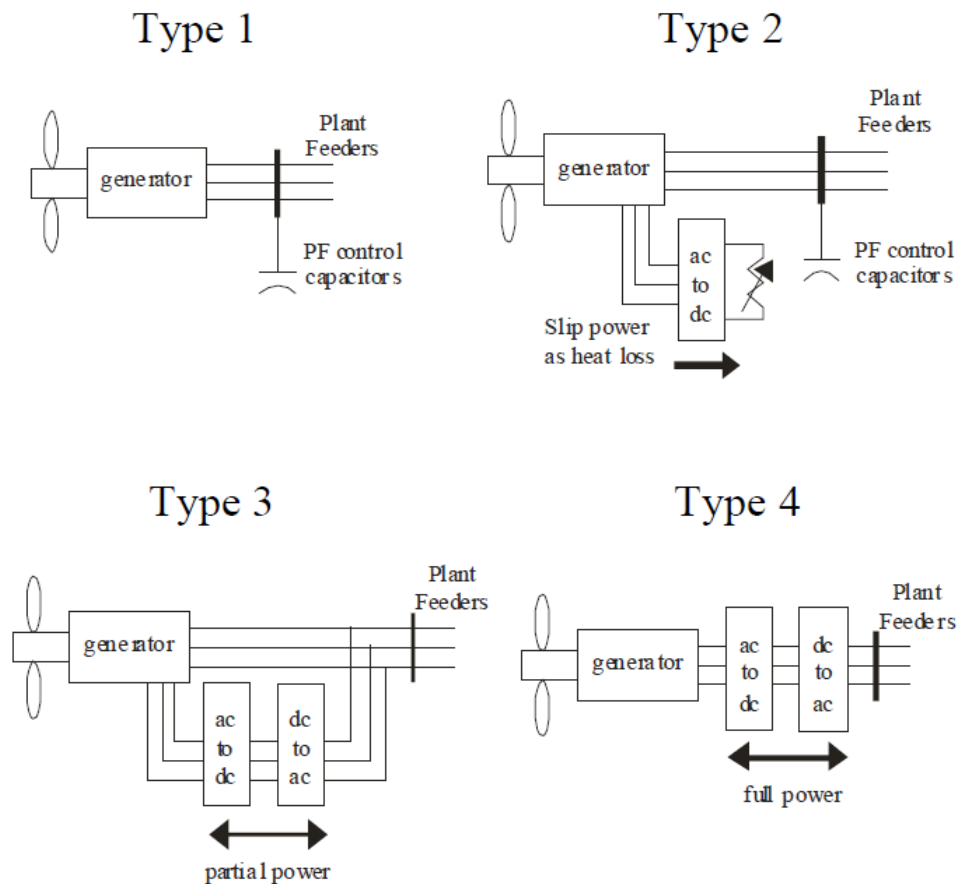 Type 1
Plant
Feeders
generator
PF control
capacitors
Type 2
Plant
Feeders
generator
ac
to
dc
PF control
capacitors
Slip power
as heat loss
Type 3
Plant
Feeders
generator
ac
to
dc
dc
to
ac
partial power
Type 4
Plant
Feeders
generator
ac
to
dc
dc
to
ac
full power